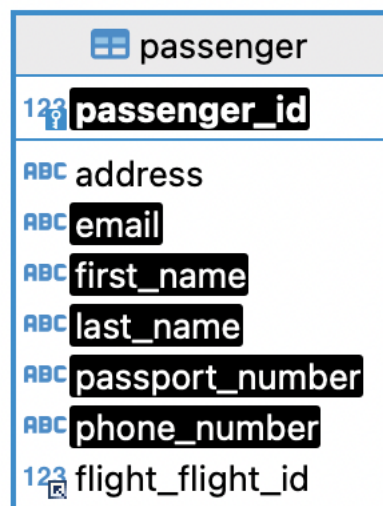 passenger
123 passenger_id
ABC address
ABC email
ABC first_name
ABC last_name
ABC passport_number
ABC phone_number
123 flight_flight_id